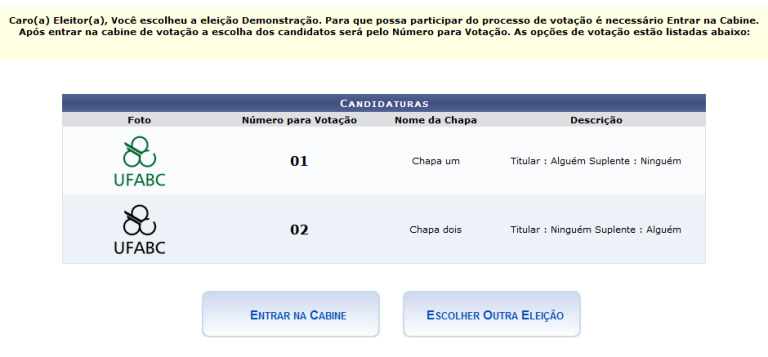 Caro(a) Eleitor(a), Você escolheu a eleição Demonstração. Para que possa participar do processo de votação é necessário Entrar na Cabine.
Após entrar na cabine de votação a escolha dos candidatos será pelo Número para Votação. As opções de votação estão listadas abaixo:
CANDIDATURAS
Foto Número para Votação Nome da Chapa Descrição
UFABC 01 Chapa um Titular : Alguém Suplente : Ninguém
UFABC 02 Chapa dois Titular : Ninguém Suplente : Alguém
ENTRAR NA CABINE ESCOLHER OUTRA ELEIÇÃO